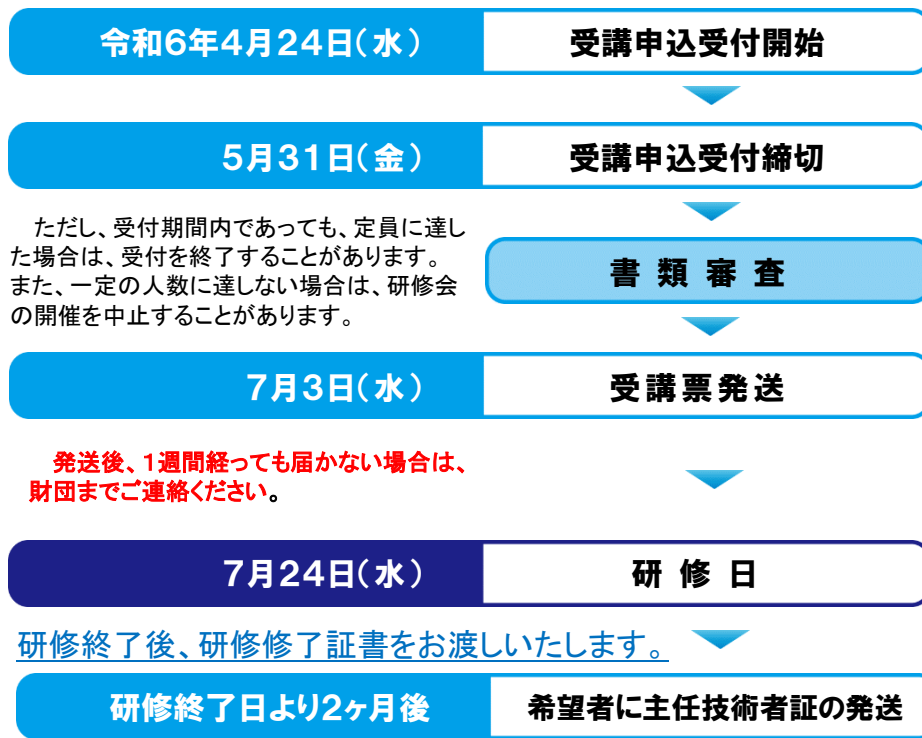 令和6年4月24日(水) 受講申込受付開始
5月31日(金) 受講申込受付締切
ただし、受付期間内であっても、定員に達し
た場合は、受付を終了することがあります。
また、一定の人数に達しない場合は、研修会
の開催を中止することがあります。
書類審査
7月3日(水) 受講票発送
発送後、1週間経っても届かない場合は、
財団までご連絡ください。
7月24日(水) 研修日
研修終了後、研修修了証書をお渡しいたします。
研修終了日より2ヶ月後 希望者に主任技術者証の発送